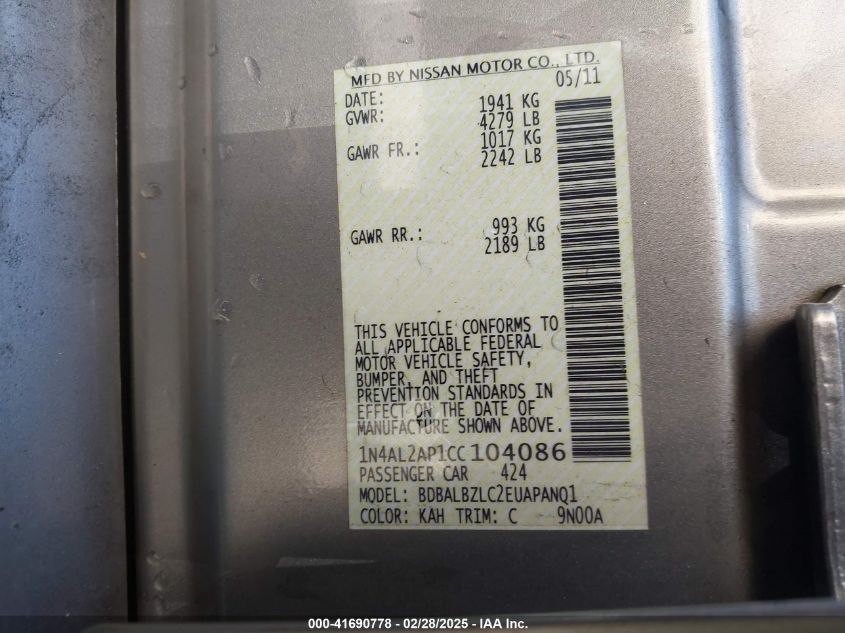 MFD BY NISSAN MOTOR CO., LTD.
DATE: 05/11
GVWR: 1941 KG
4279 LB
GAWR FR.: 1017 KG
2242 LB
GAWR RR.: 993 KG
2189 LB
THIS VEHICLE CONFORMS TO
ALL APPLICABLE FEDERAL
MOTOR VEHICLE SAFETY,
BUMPER, AND THEFT
PREVENTION STANDARDS IN
EFFECT ON THE DATE OF
MANUFACTURE SHOWN ABOVE.
1N4AL2AP1CC104086
PASSENGER CAR 424
MODEL: BDBALBZLC2EUAPANQ1
COLOR: KAH TRIM: C 9N00A
000-41690778 - 02/28/2025 - IAA Inc.